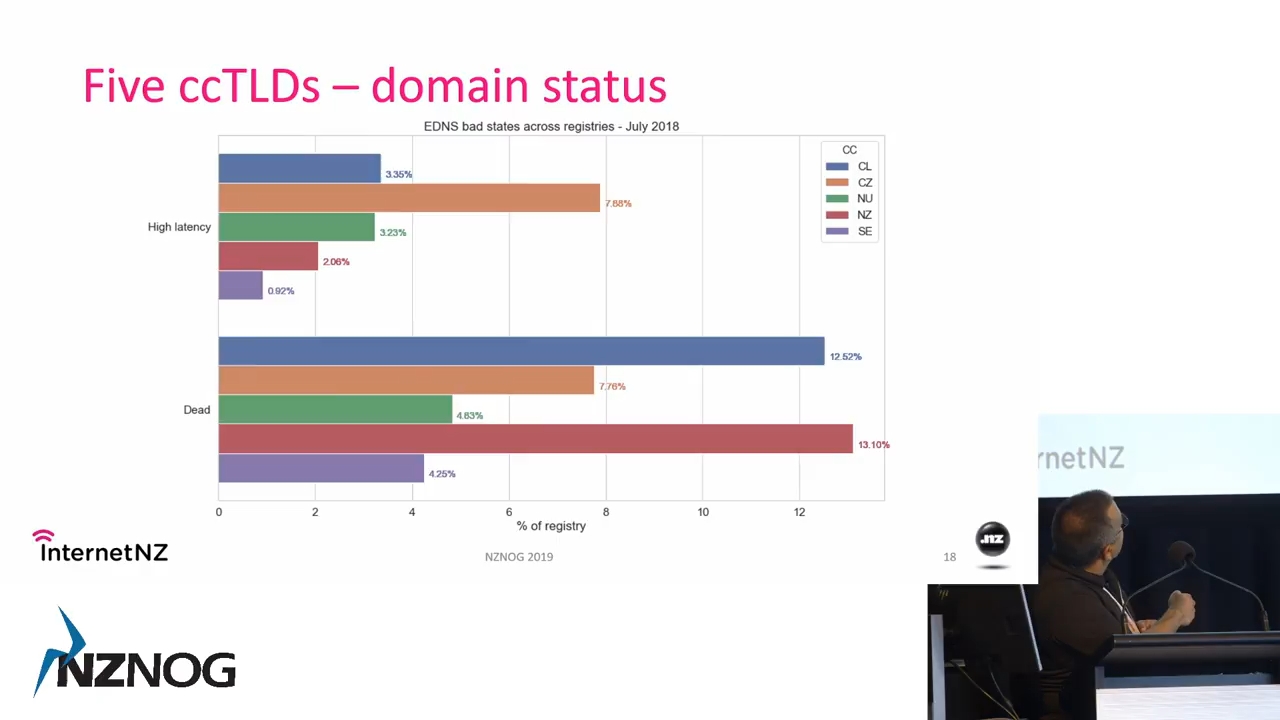 Five ccTLDs – domain status
EDNS bad states across registries - July 2018
CC
CL
CZ
NU
NZ
SE
High latency
3.35%
7.88%
3.23%
2.06%
0.92%
Dead
12.52%
7.76%
4.83%
13.10%
4.25%
0 2 4 6 8 10 12
% of registry
InternetNZ
NZNOG 2019
18
.nz
rnetNZ
NZNOG